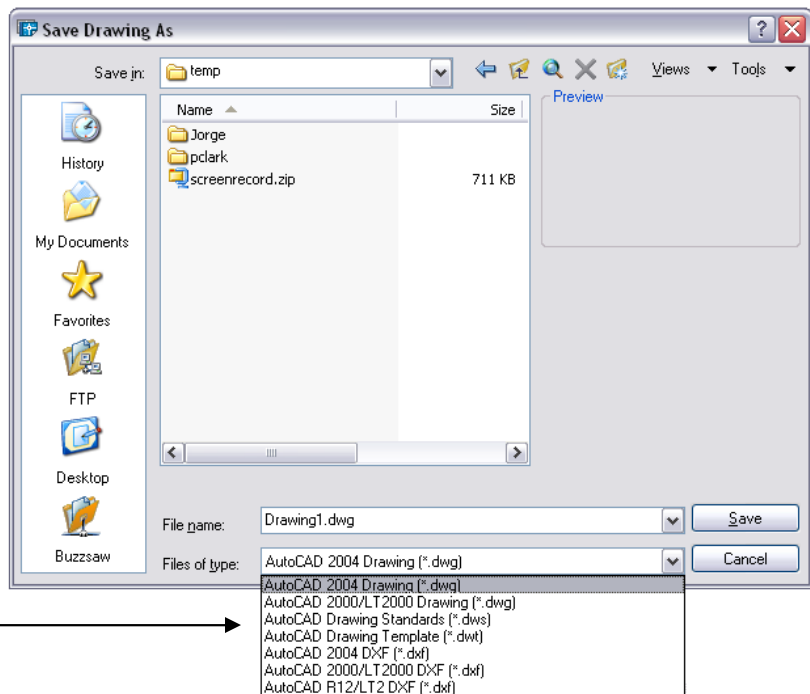 Save Drawing As
Save in: temp Views Tools
Name Size Preview
Jorge
pclark
screenrecord.zip 711 KB
History
My Documents
Favorites
FTP
Desktop
Buzzsaw
File name: Drawing1.dwg Save
Files of type: AutoCAD 2004 Drawing (*.dwg) Cancel
AutoCAD 2004 Drawing (*.dwg)
AutoCAD 2000/LT2000 Drawing (*.dwg)
AutoCAD Drawing Standards (*.dws)
AutoCAD Drawing Template (*.dwt)
AutoCAD 2004 DXF (*.dxf)
AutoCAD 2000/LT2000 DXF (*.dxf)
AutoCAD R12/LT2 DXF (*.dxf)